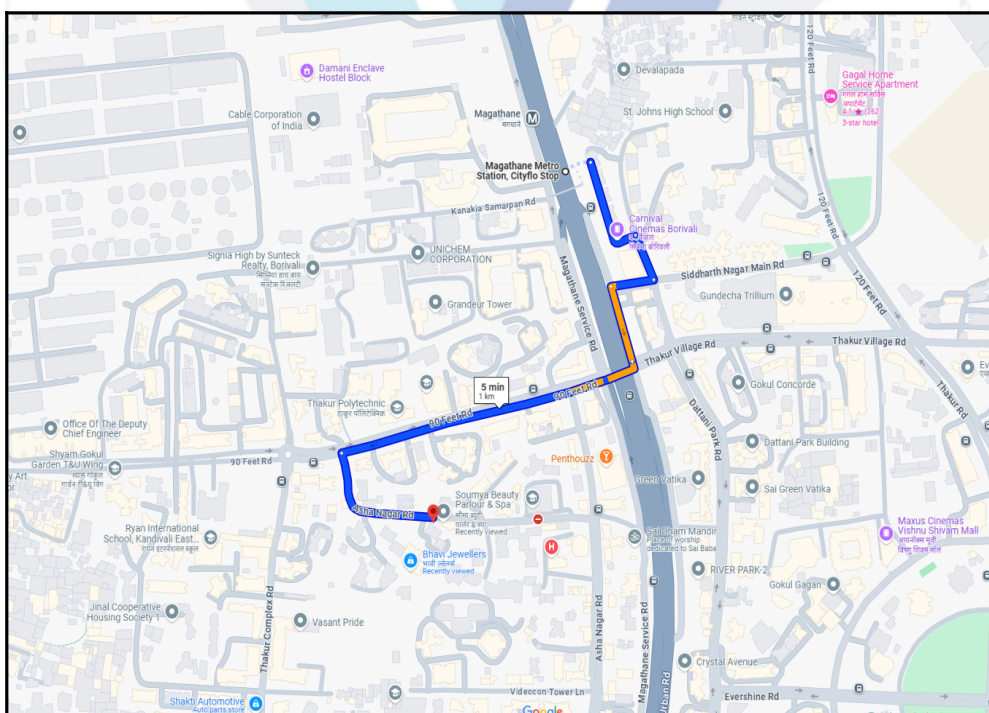 Damani Enclave
Hostel Block
Cable Corporation
of India
Magathane
मगथाने
Devalapada
St. Johns High School
120 Feet Rd
Gagal Home
Service Apartment
3-star hotel
Magathane Metro
Station, Cityflo Stop
Kanakia Samarpan Rd
Carnival
Cinemas Borivali
UNICHEM
CORPORATION
Signia High by Sunteck
Realty, Borivali
Grandeur Tower
Magathane Service Rd
Siddharth Nagar Main Rd
Gundecha Trillium
120 Feet Rd
120 Feet Rd
Thakur Village Rd
Thakur Village Rd
5 min
1 km
90 Feet Rd
90 Feet Rd
Gokul Concorde
Thakur Rd
Thakur Polytechnic
ठाकूर पॉलिटेक्निक
Office Of The Deputy
Chief Engineer
Dattani Park Rd
Dattani Park Building
Shyam Gokul
Garden T&U Wing
90 Feet Rd
Penthouzz
Green Vatika
Sai Green Vatika
Soumya Beauty
Parlour & Spa
Recently viewed
Asha Nagar Rd
Ryan International
School, Kandivali East...
Sai Dham Mandir
Place of worship
dedicated to Sai Baba
Maxus Cinemas
Vishnu Shivam Mall
Bhavi Jewellers
Recently viewed
RIVER PARK-2
Gokul Gagan
Jinal Cooperative
Housing Society 1
Thakur Complex Rd
Vasant Pride
Asha Nagar Rd
Magathane Service Rd
Crystal Avenue
Urban Rd
Videocon Tower Ln
Evershine Rd
Shakti Automotive
Auto parts store
Google